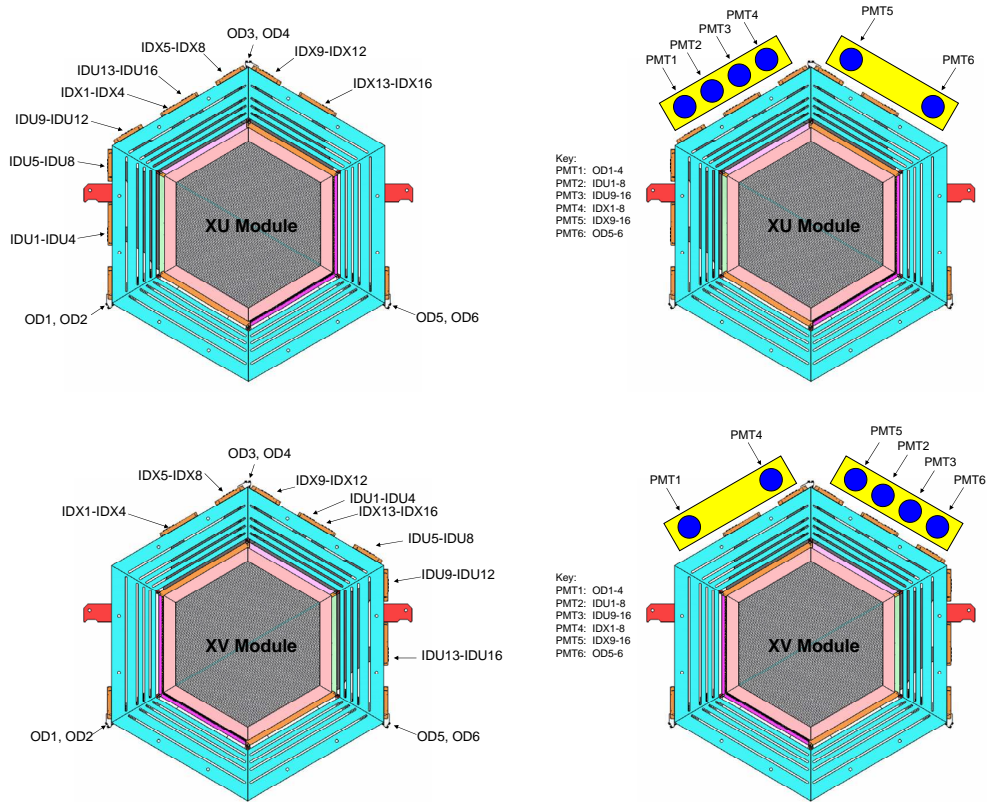 OD3, OD4
IDX5-IDX8
IDX9-IDX12
IDU13-IDU16
IDX13-IDX16
IDX1-IDX4
IDU9-IDU12
IDU5-IDU8
IDU1-IDU4
XU Module
OD1, OD2
OD5, OD6
PMT4
PMT5
PMT3
PMT2
PMT1
PMT6
Key:
PMT1: OD1-4
PMT2: IDU1-8
PMT3: IDU9-16
PMT4: IDX1-8
PMT5: IDX9-16
PMT6: OD5-6
XU Module
OD3, OD4
IDX5-IDX8
IDX9-IDX12
IDU1-IDU4
IDX1-IDX4
IDX13-IDX16
IDU5-IDU8
IDU9-IDU12
XV Module
IDU13-IDU16
OD1, OD2
OD5, OD6
PMT4
PMT5
PMT2
PMT3
PMT1
PMT6
Key:
PMT1: OD1-4
PMT2: IDU1-8
PMT3: IDU9-16
PMT4: IDX1-8
PMT5: IDX9-16
PMT6: OD5-6
XV Module